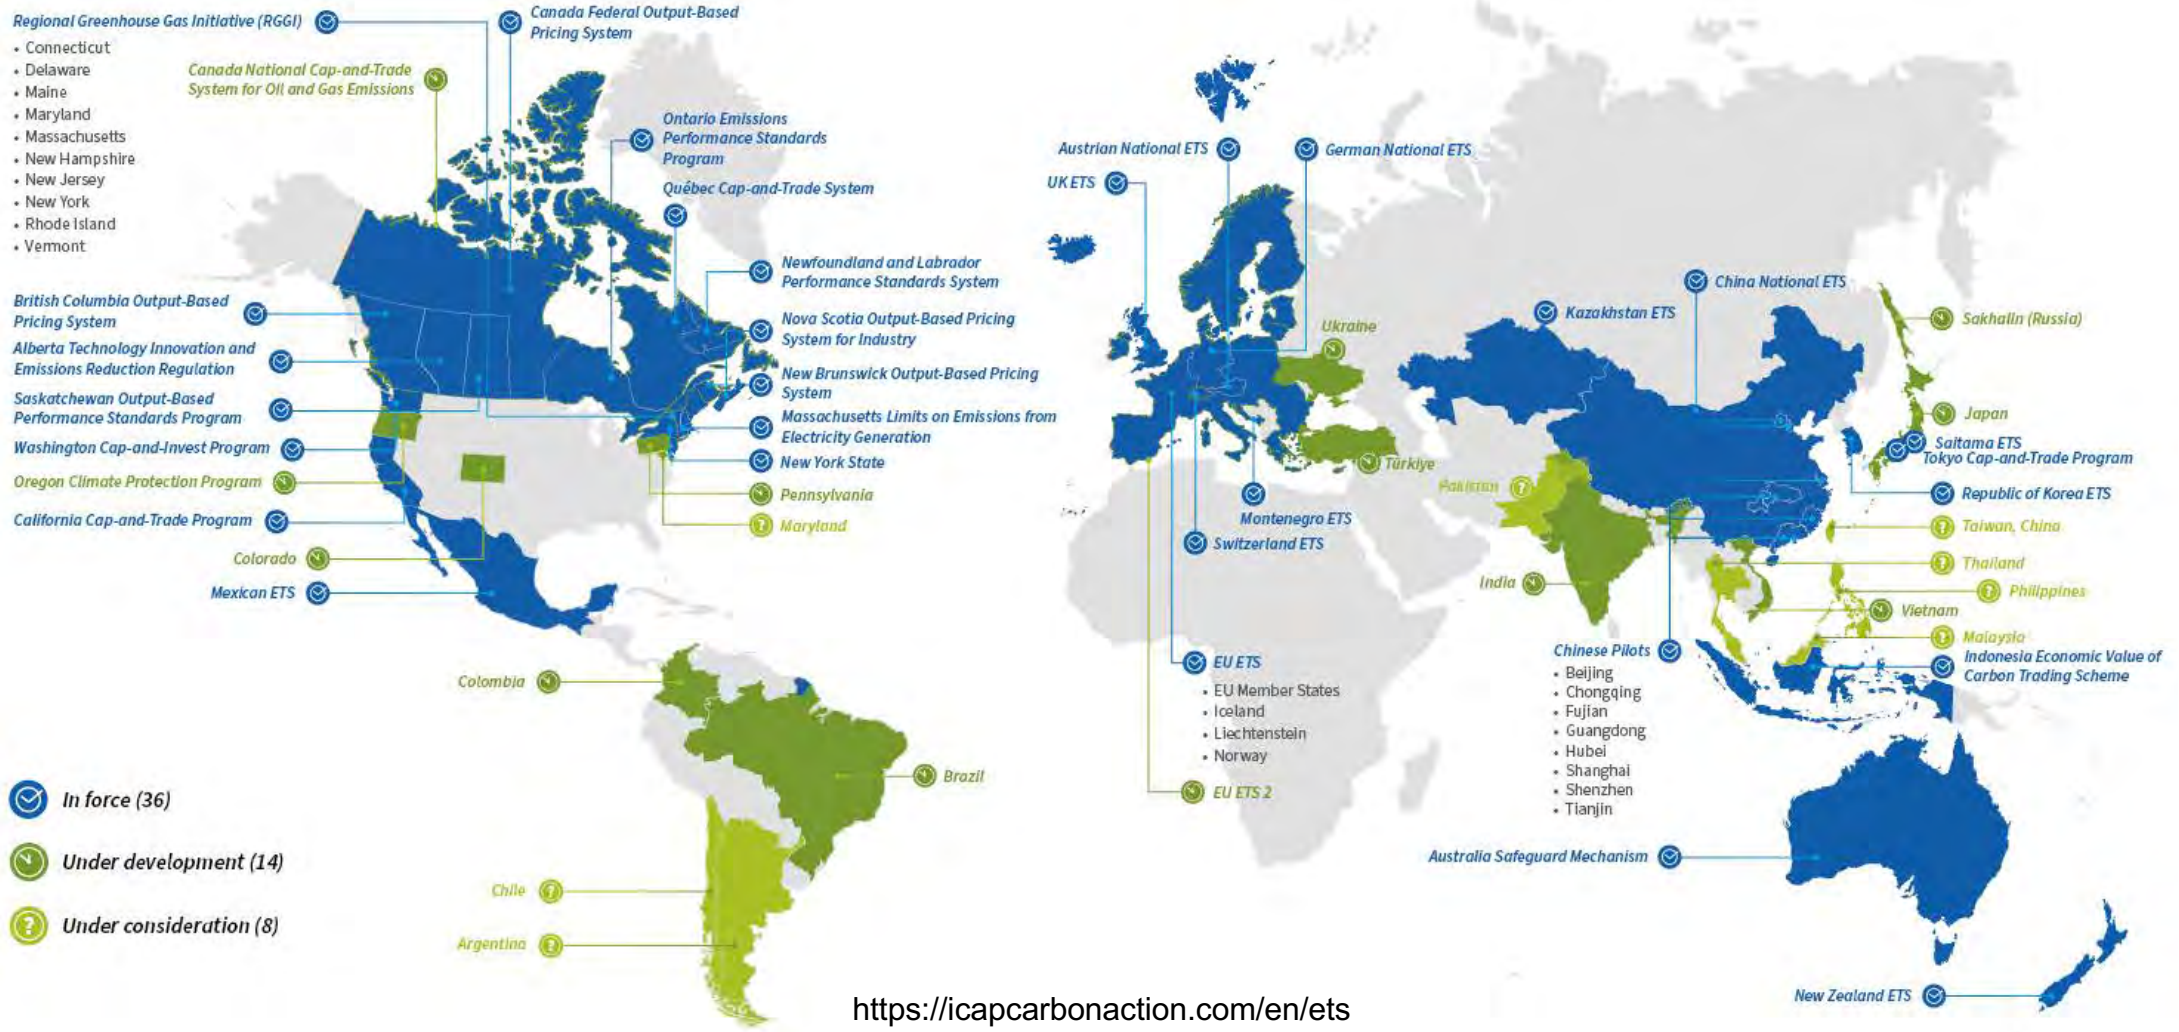 Regional Greenhouse Gas Initiative (RGGI)
• Connecticut
• Delaware
• Maine
• Maryland
• Massachusetts
• New Hampshire
• New Jersey
• New York
• Rhode Island
• Vermont
Canada Federal Output-Based
Pricing System
Canada National Cap-and-Trade
System for Oil and Gas Emissions
Ontario Emissions
Performance Standards
Program
Québec Cap-and-Trade System
Newfoundland and Labrador
Performance Standards System
Nova Scotia Output-Based Pricing
System for Industry
New Brunswick Output-Based Pricing
System
Massachusetts Limits on Emissions from
Electricity Generation
New York State
Pennsylvania
Maryland
British Columbia Output-Based
Pricing System
Alberta Technology Innovation and
Emissions Reduction Regulation
Saskatchewan Output-Based
Performance Standards Program
Washington Cap-and-Invest Program
Oregon Climate Protection Program
California Cap-and-Trade Program
Colorado
Mexican ETS
Colombia
Brazil
Chile
Argentina
In force (36)
Under development (14)
Under consideration (8)
Austrian National ETS
German National ETS
UK ETS
Ukraine
Türkiye
Montenegro ETS
Switzerland ETS
EU ETS
• EU Member States
• Iceland
• Liechtenstein
• Norway
EU ETS 2
Kazakhstan ETS
China National ETS
Sakhalin (Russia)
Japan
Saitama ETS
Tokyo Cap-and-Trade Program
Republic of Korea ETS
Taiwan, China
Thailand
Philippines
Vietnam
Malaysia
Indonesia Economic Value of
Carbon Trading Scheme
Pakistan
India
Chinese Pilots
• Beijing
• Chongqing
• Fujian
• Guangdong
• Hubei
• Shanghai
• Shenzhen
• Tianjin
Australia Safeguard Mechanism
New Zealand ETS
https://icapcarbonaction.com/en/ets